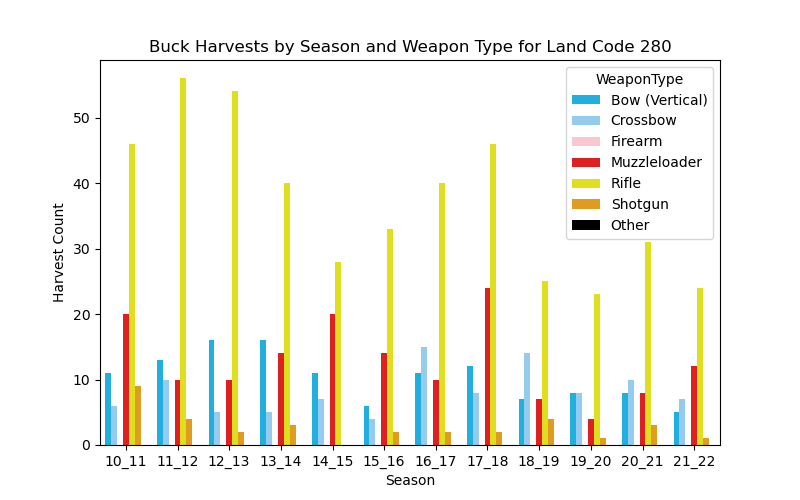 Buck Harvests by Season and Weapon Type for Land Code 280
WeaponType
Bow (Vertical)
Crossbow
Firearm
Muzzleloader
Rifle
Shotgun
Other
Harvest Count
50
40
30
20
10
0
10_11 11_12 12_13 13_14 14_15 15_16 16_17 17_18 18_19 19_20 20_21 21_22
Season